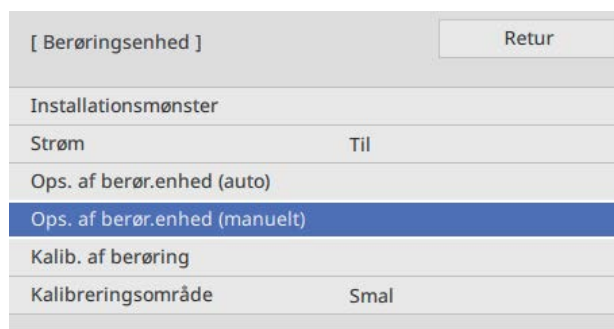 [ Berøringsenhed ]
Retur
Installationsmønster
Strøm Til
Ops. af berør.enhed (auto)
Ops. af berør.enhed (manuelt)
Kalib. af berøring
Kalibreringsområde Smal